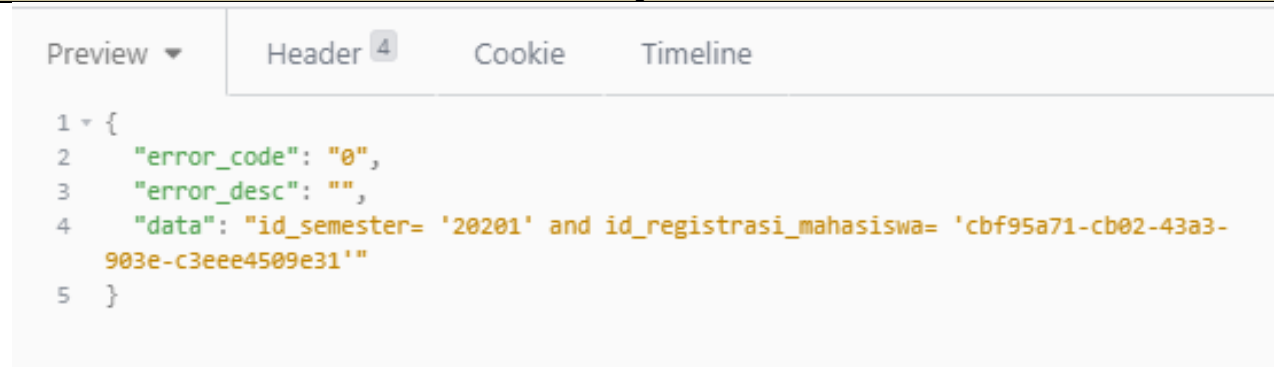 Preview Header 4 Cookie Timeline
1 {
2 "error_code": "0",
3 "error_desc": "",
4 "data": "id_semester= '20201' and id_registrasi_mahasiswa= 'cbf95a71-cb02-43a3-
903e-c3eee4509e31'"
5 }